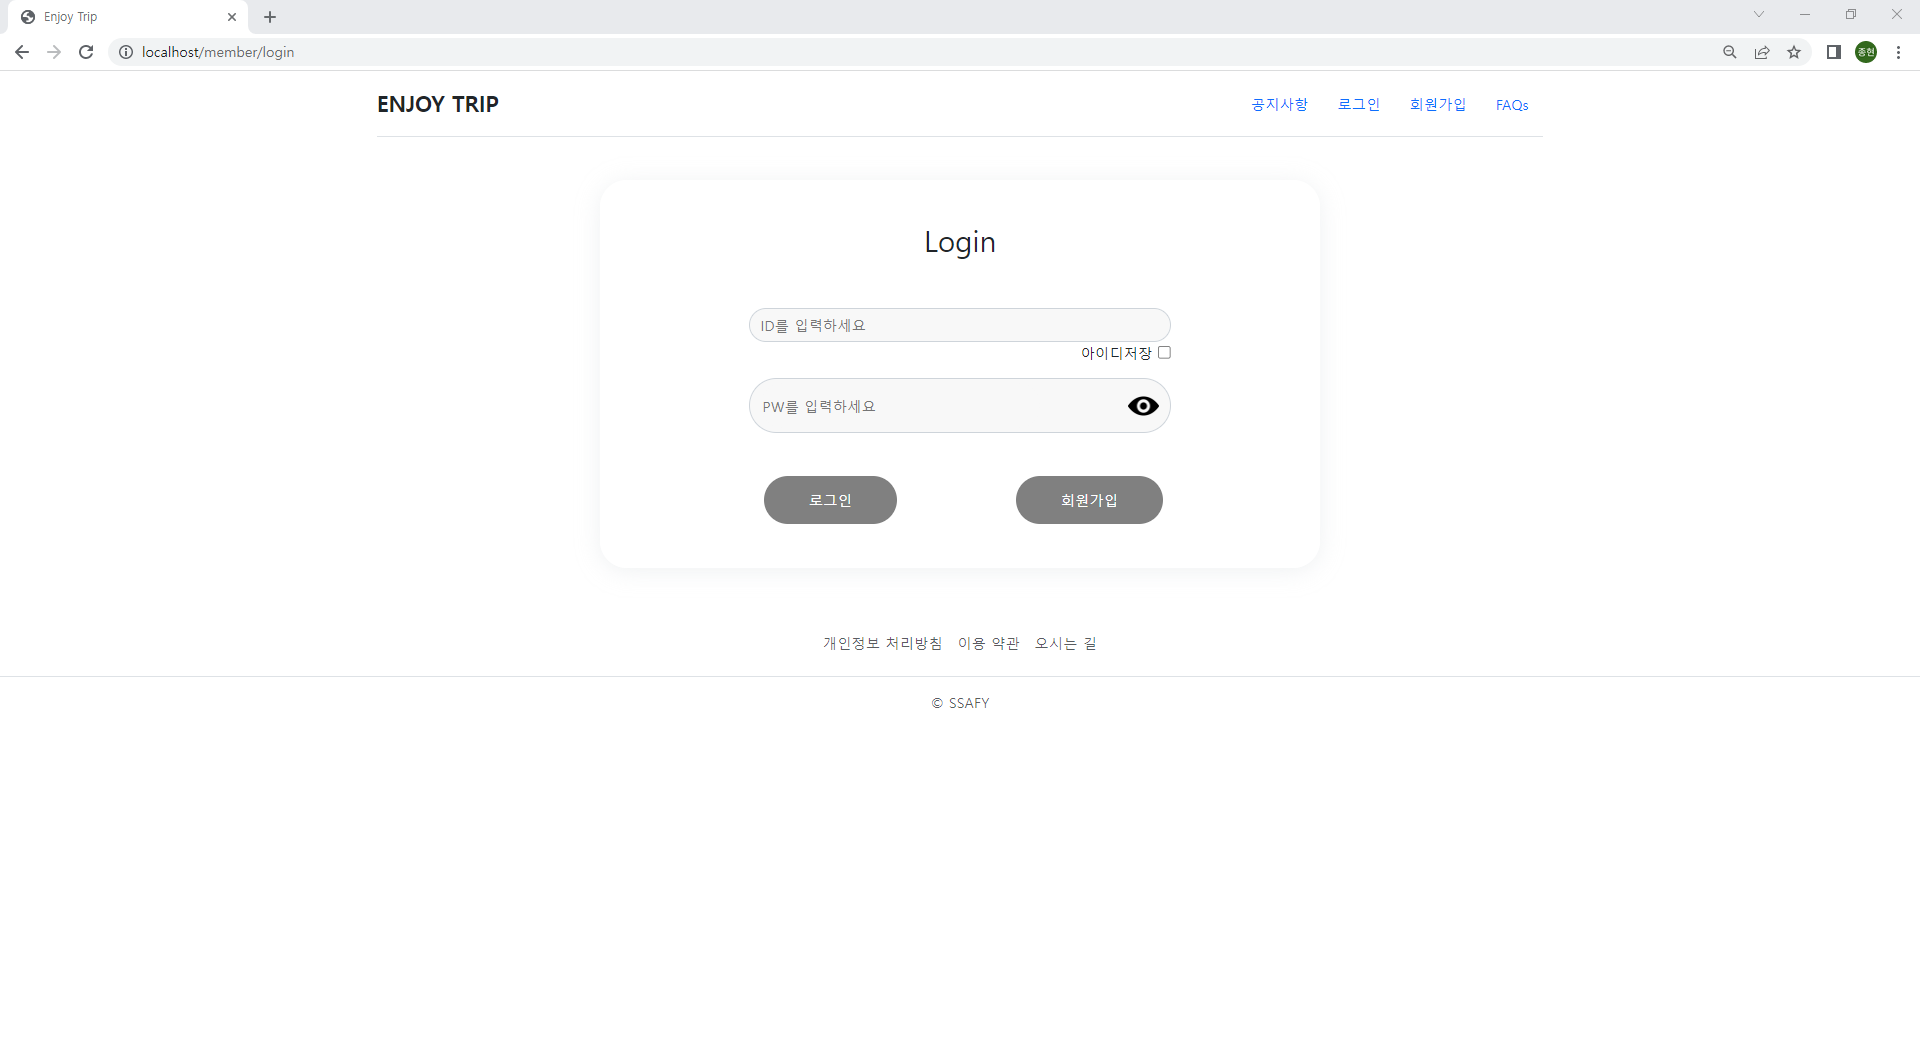 Enjoy Trip
localhost/member/login
종현
ENJOY TRIP
공지사항 로그인 회원가입 FAQs
Login
ID를 입력하세요
아이디저장
PW를 입력하세요
로그인 회원가입
개인정보 처리방침 이용 약관 오시는 길
© SSAFY